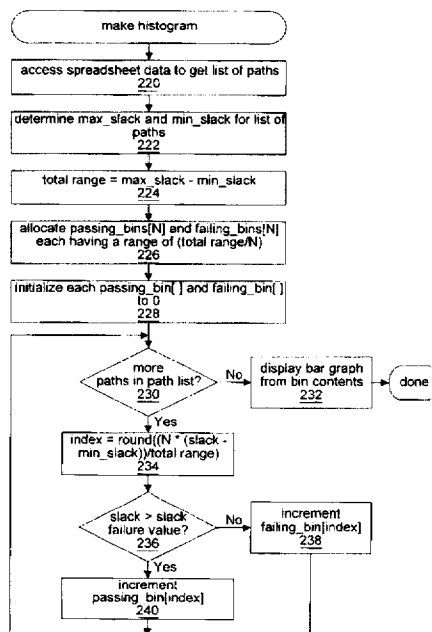 make histogram
access spreadsheet data to get list of paths
220
determine max_slack and min_slack for list of
paths
222
total range = max_slack - min_slack
224
allocate passing_bins[N] and failing_bins[N]
each having a range of (total range/N)
226
initialize each passing_bin[ ] and failing_bin[ ]
to 0
228
more
paths in path list?
230
No
display bar graph
from bin contents
232
done
Yes
index = round((N * (slack -
min_slack))/total range)
234
slack > slack
failure value?
236
No
increment
failing_bin[index]
238
Yes
increment
passing_bin[index]
240